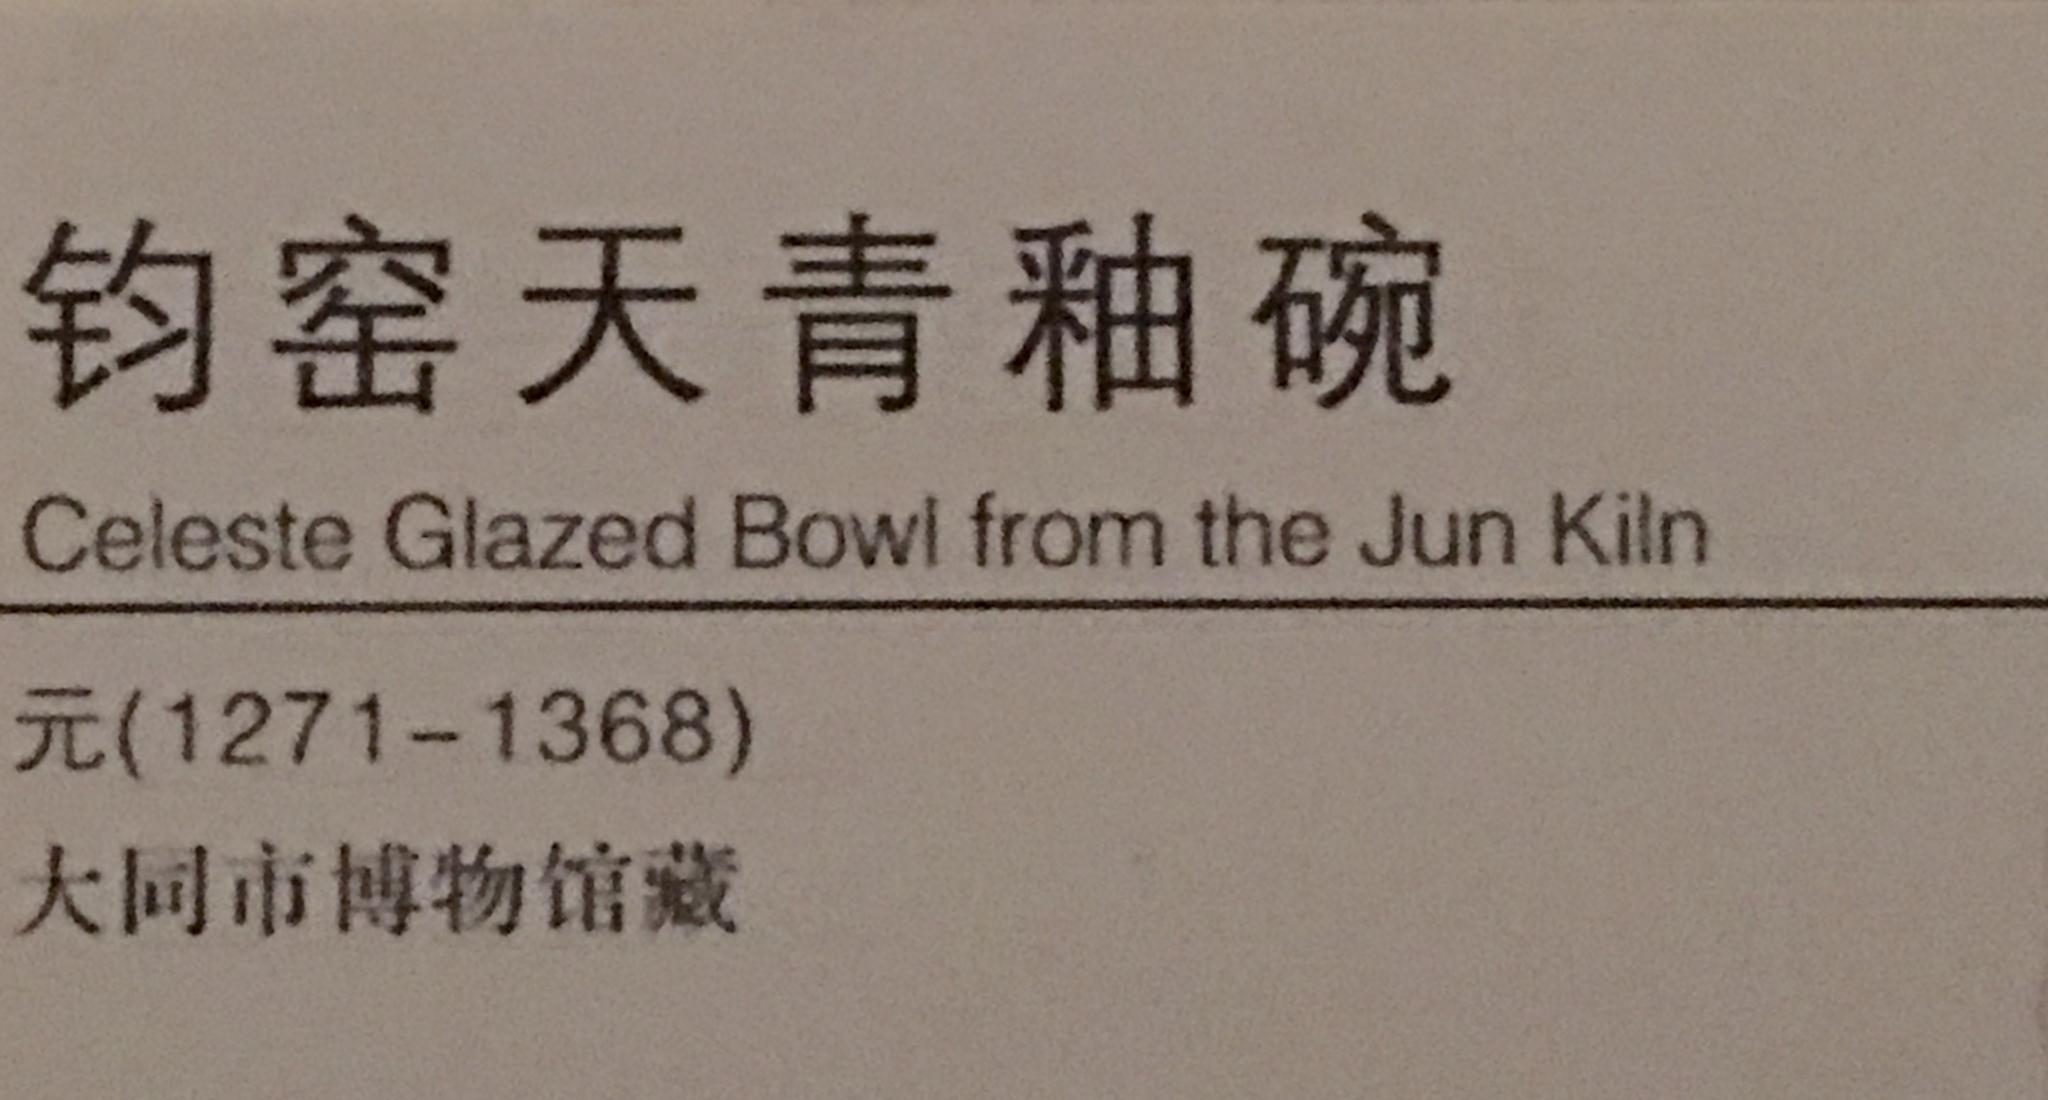 钧窑天青釉碗
Celeste Glazed Bowl from the Jun Kiln
元(1271-1368)
大同市博物馆藏